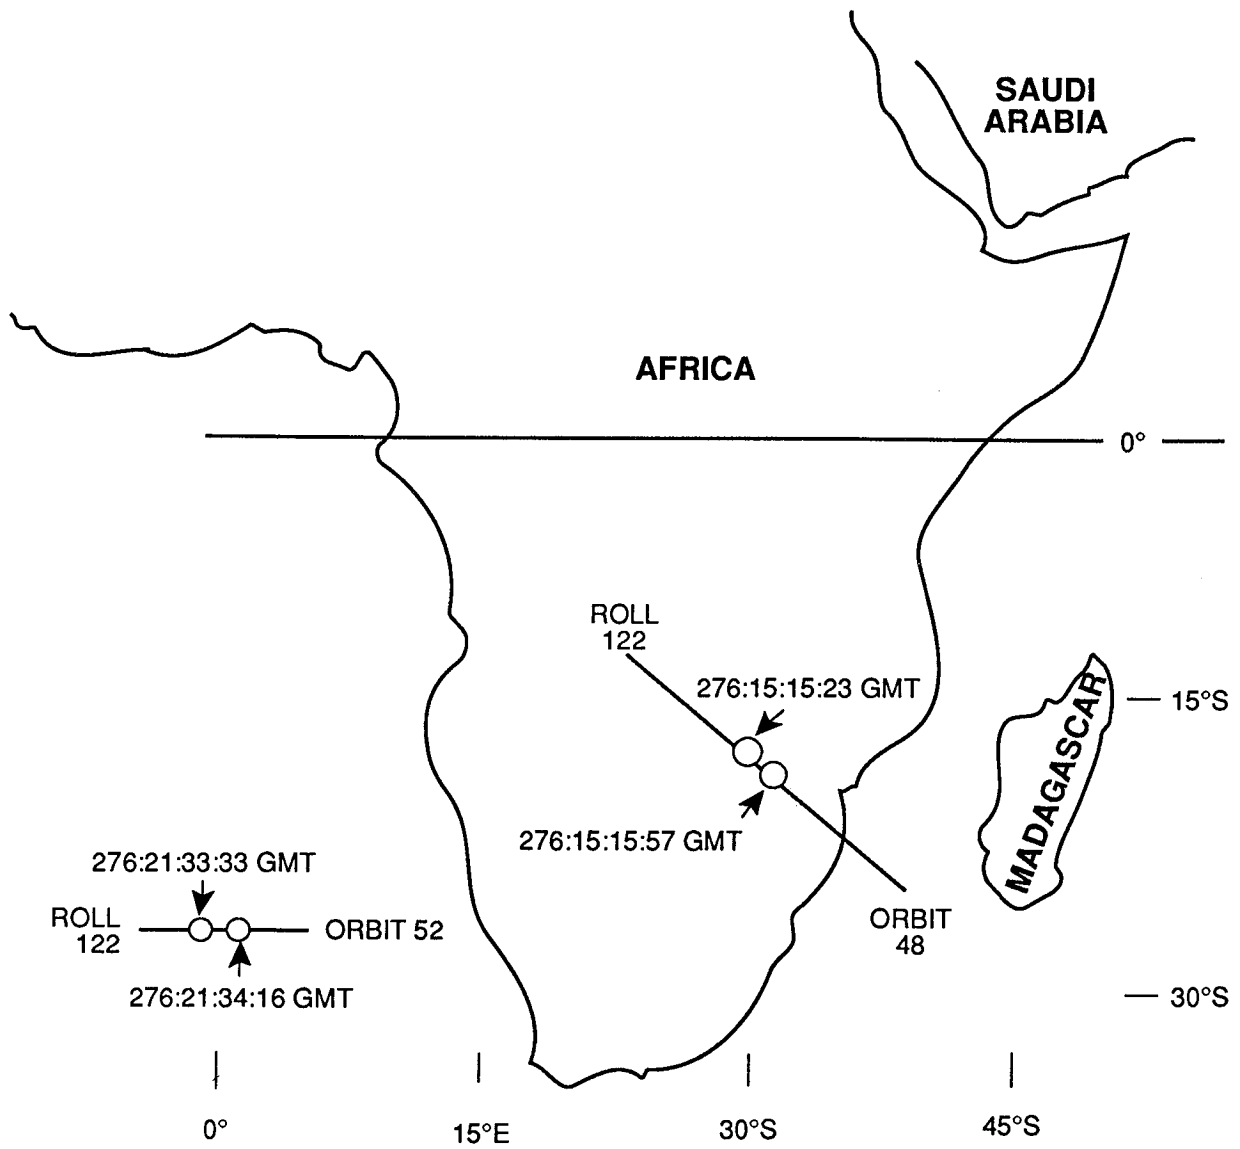 SAUDI
ARABIA
AFRICA
0°
ROLL
122
276:15:15:23 GMT
15°S
MADAGASCAR
276:15:15:57 GMT
276:21:33:33 GMT
ROLL
122
ORBIT 52
ORBIT
48
276:21:34:16 GMT
30°S
0°
15°E
30°S
45°S